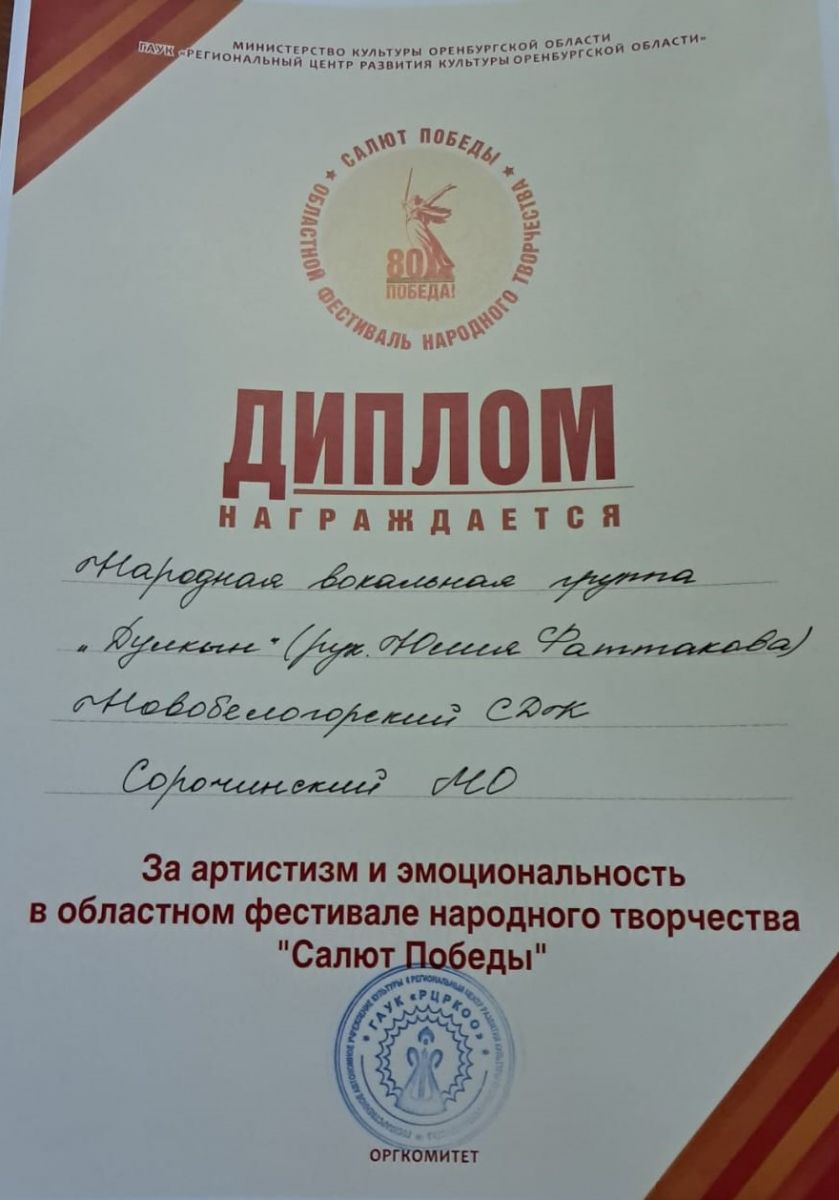 МИНИСТЕРСТВО КУЛЬТУРЫ ОРЕНБУРГСКОЙ ОБЛАСТИ
ГАУК «РЕГИОНАЛЬНЫЙ ЦЕНТР РАЗВИТИЯ КУЛЬТУРЫ ОРЕНБУРГСКОЙ ОБЛАСТИ»
★ САЛЮТ ПОБЕДЫ ★
ОБЛАСТНОЙ ФЕСТИВАЛЬ НАРОДНОГО ТВОРЧЕСТВА
80
ПОБЕДА!
ДИПЛОМ
НАГРАЖДАЕТСЯ
Народная вокальная группа
„Дулкын" (рук. Юлия Фаттакова)
Новобелогорский СДК
Сорочинский МО
За артистизм и эмоциональность
в областном фестивале народного творчества
"Салют Победы"
ГАУК «РЦРКОО»
ОРГКОМИТЕТ